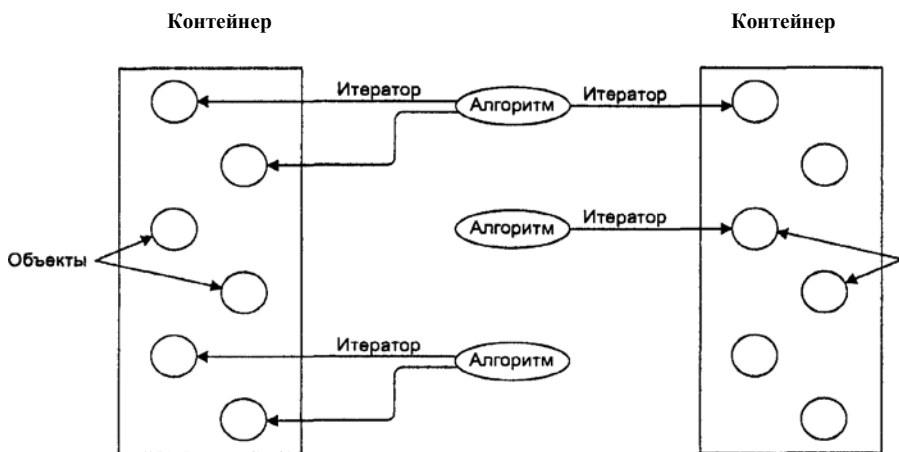 Контейнер Контейнер
Итератор Алгоритм Итератор
Алгоритм Итератор
Объекты
Итератор Алгоритм